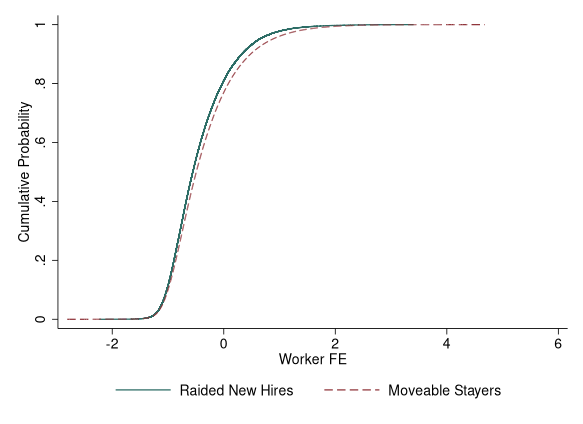 Cumulative Probability
1
.8
.6
.4
.2
0
-2 0 2 4 6
Worker FE
Raided New Hires Moveable Stayers